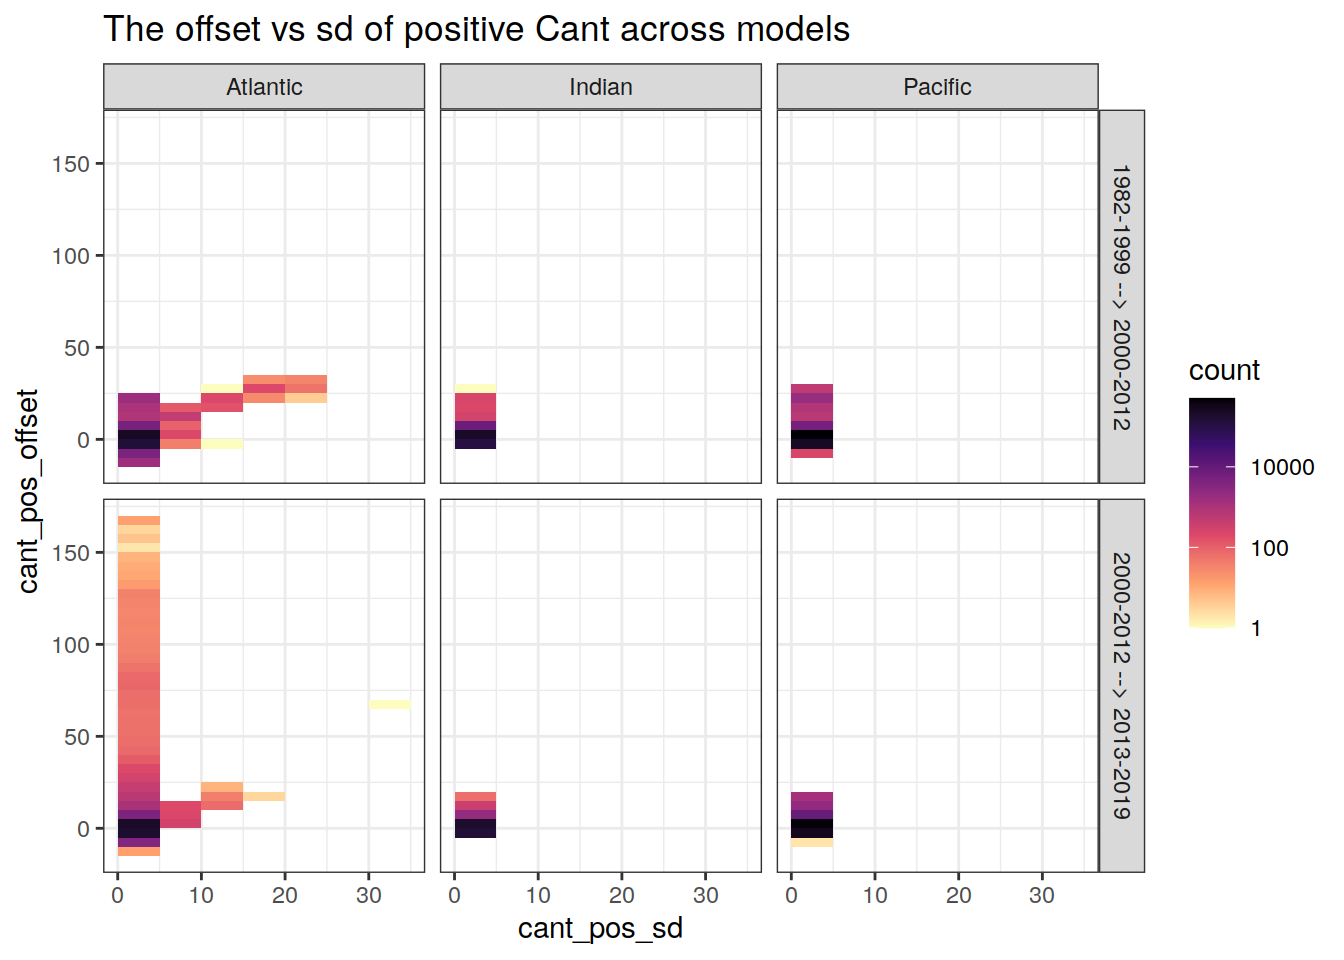 The offset vs sd of positive Cant across models
Atlantic
Indian
Pacific
150
100
50
0
1982-1999 --> 2000-2012
150
100
50
0
2000-2012 --> 2013-2019
cant_pos_offset
0 10 20 30
0 10 20 30
0 10 20 30
cant_pos_sd
count
10000
100
1